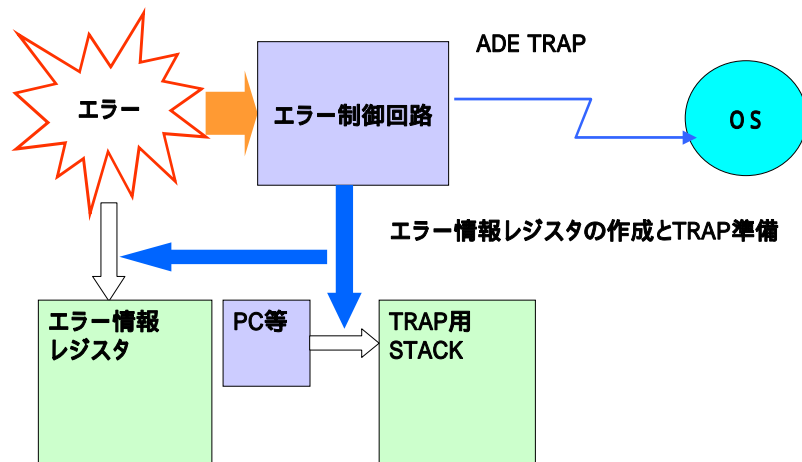 ADE TRAP
エラー
エラー制御回路
O S
エラー情報レジスタの作成とTRAP準備
エラー情報
レジスタ
PC等
TRAP用
STACK